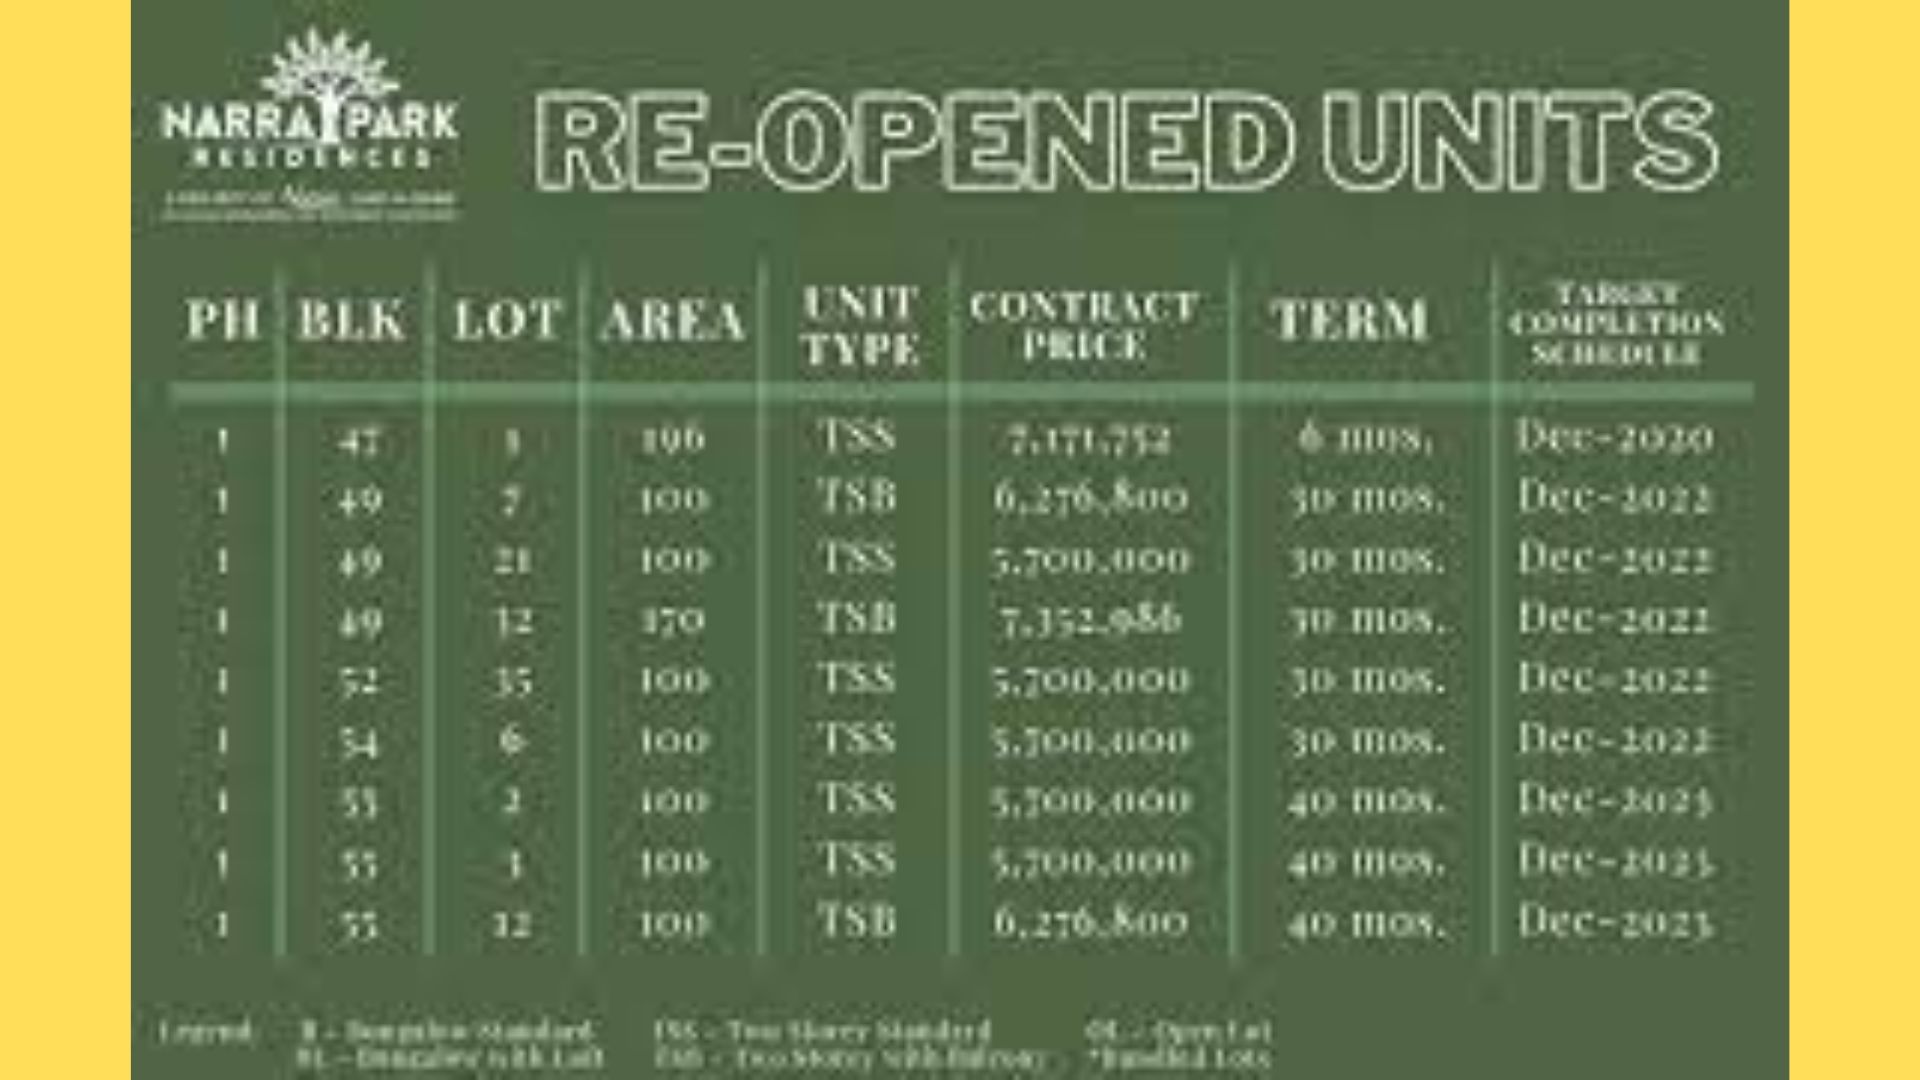 NARRA PARK
RESIDENCES
RE-OPENED UNITS
PH BLK LOT AREA UNIT TYPE CONTRACT PRICE TERM TARGET COMPLETION SCHEDULE
1 47 196 TSS 7,171,752 6 mos. Dec-2020
1 49 7 100 TSB 6,276,800 30 mos. Dec-2022
1 49 21 100 TSS 5,700,000 30 mos. Dec-2022
1 49 32 170 TSB 7,352,986 30 mos. Dec-2022
1 52 35 100 TSS 5,700,000 30 mos. Dec-2022
1 54 6 100 TSS 5,700,000 30 mos. Dec-2022
1 2 100 TSS 5,700,000 40 mos. Dec-2023
1 55 100 TSS 5,700,000 40 mos. Dec-2023
1 55 12 100 TSB 6,276,800 40 mos. Dec-2023
Legend: B - Bungalow Standard TSS - Two Storey Standard OL - Open Lot
BL - Bungalow with Loft TSB - Two Storey with Balcony *Bundled Lots